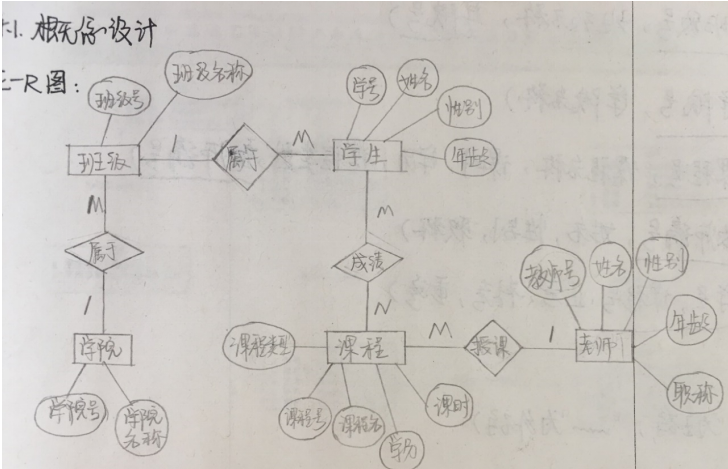 设计
E-R图:
班级号
班级名称
学号
姓名
性别
年龄
班级
1
属于
M
学生
M
属于
1
学院
学院号
学院名称
M
成绩
N
课程
课程类型
课程号
课程名
学分
课时
M
授课
1
老师
教师号
姓名
性别
年龄
职称